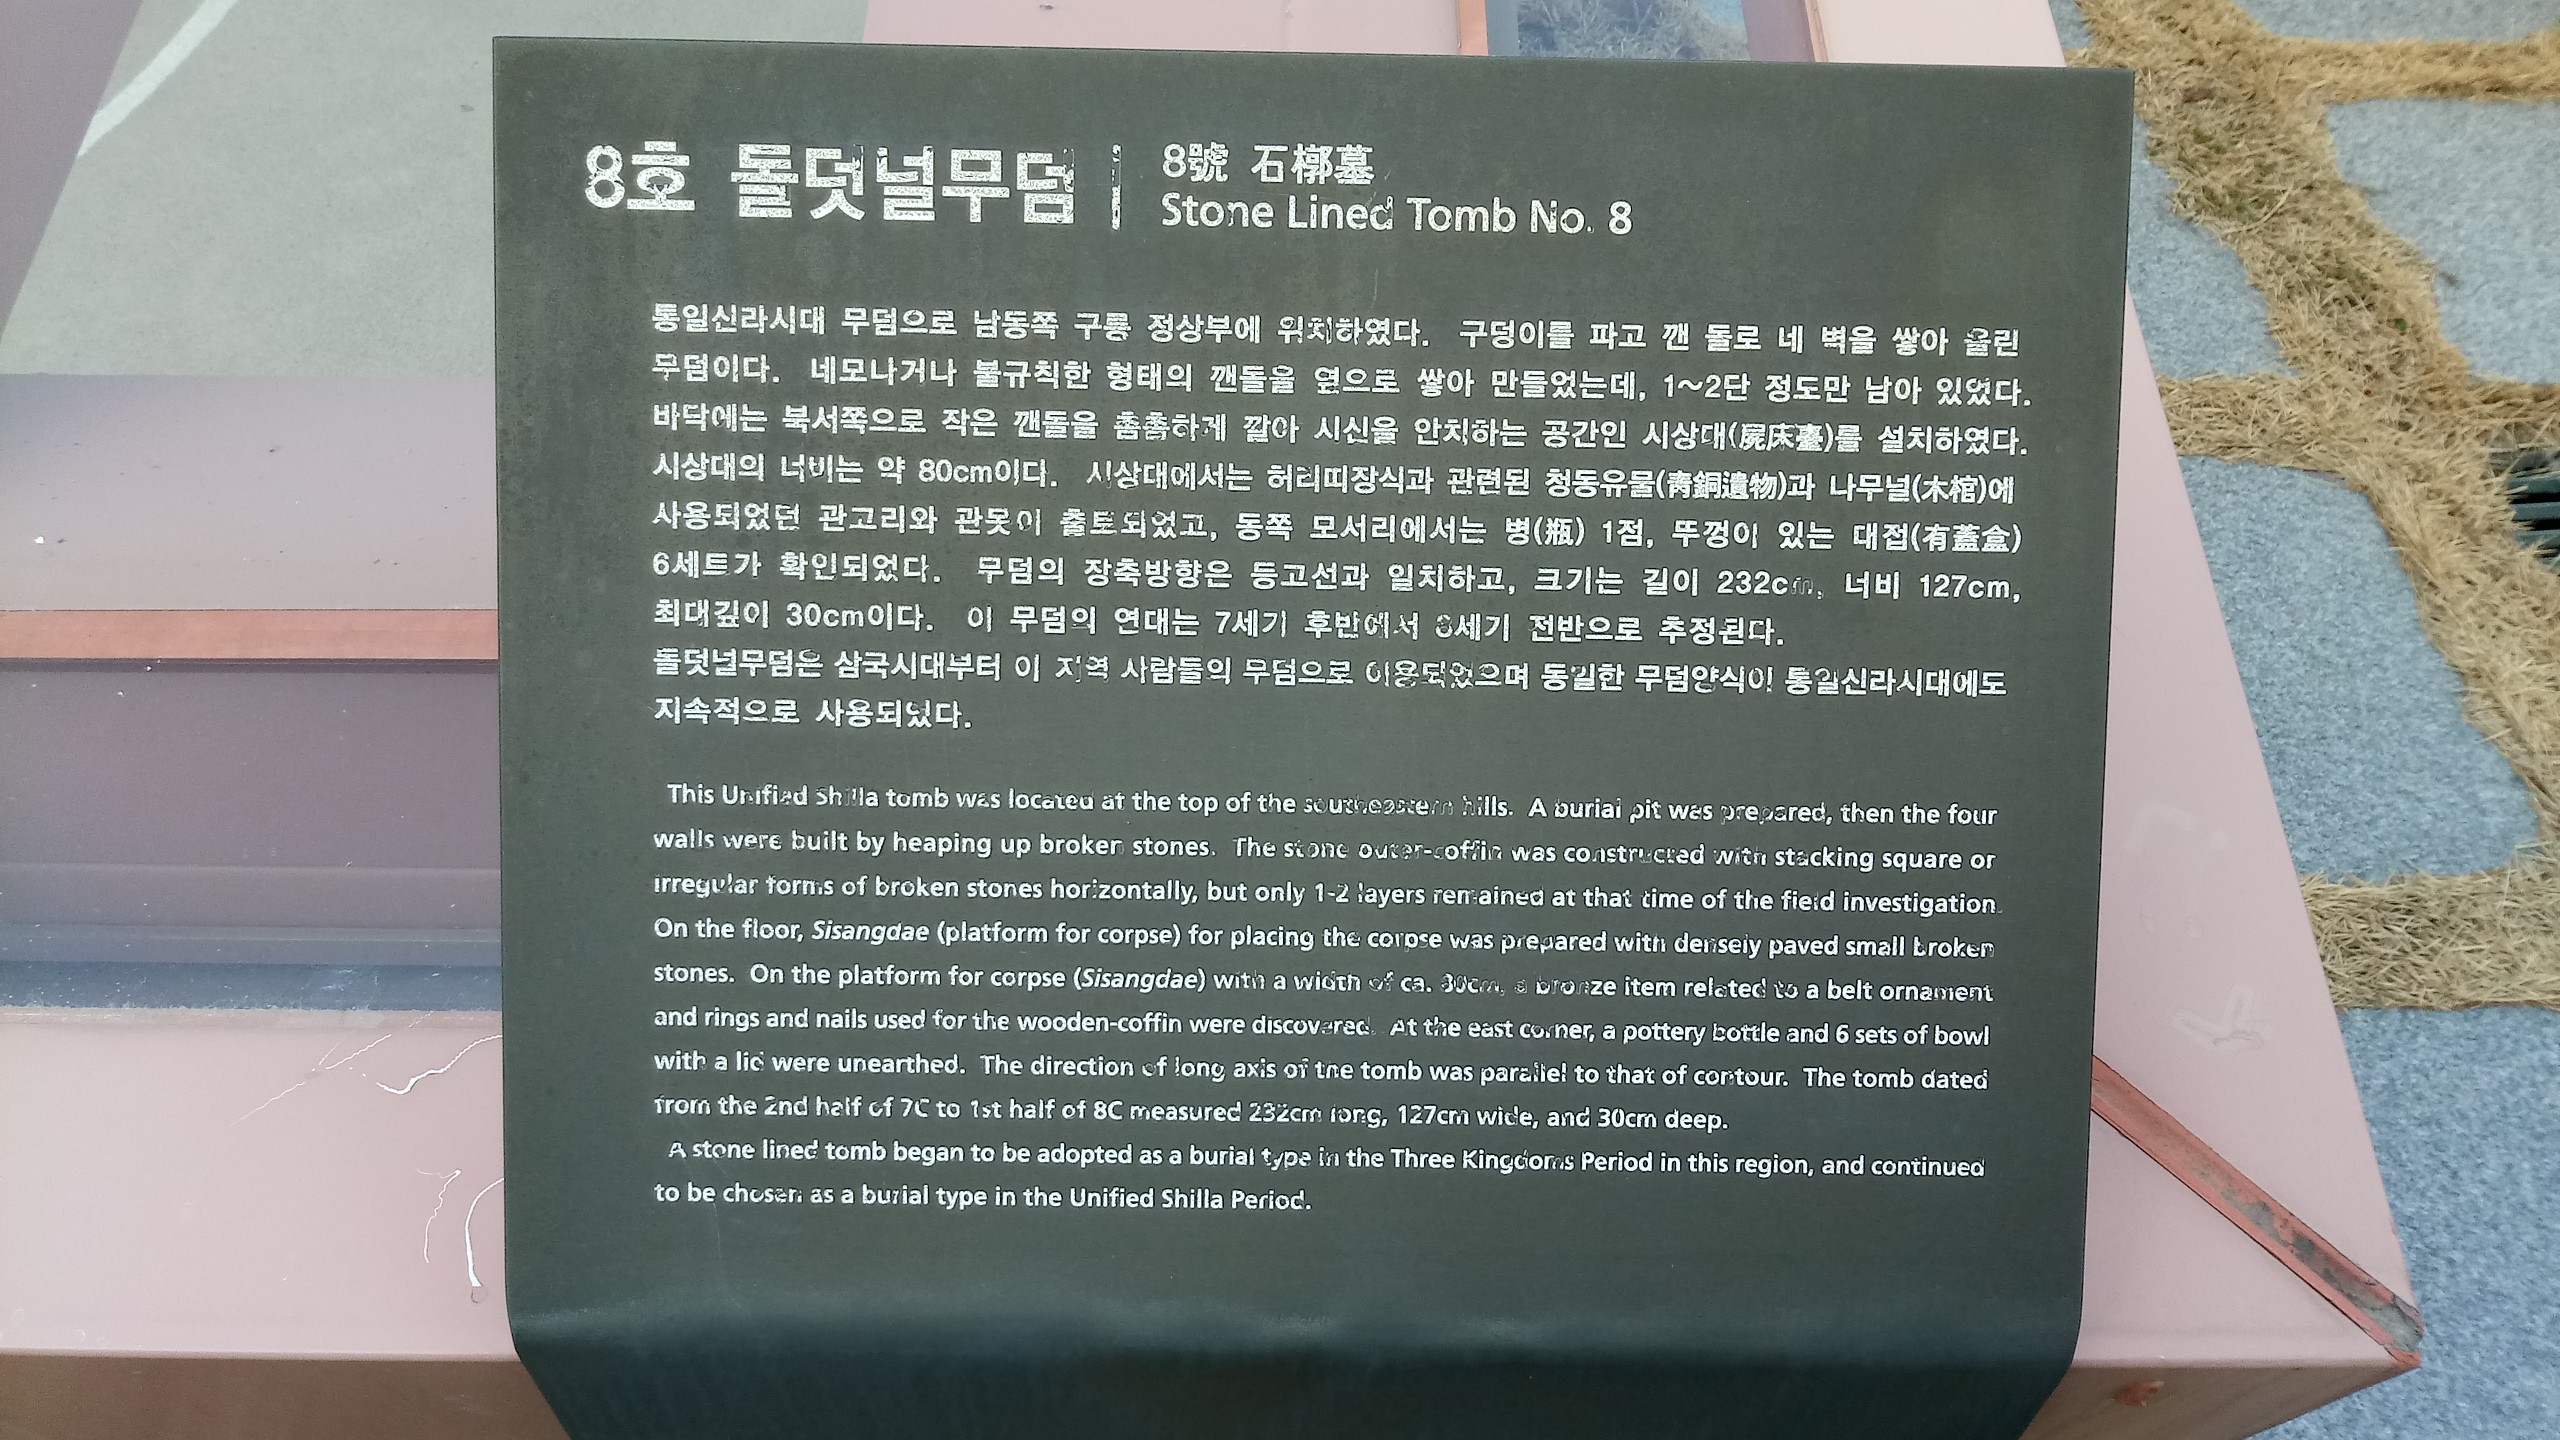 8호 돌덧널무덤
8號 石槨墓
Stone Lined Tomb No. 8
통일신라시대 무덤으로 남동쪽 구릉 정상부에 위치하였다. 구덩이를 파고 깬 돌로 네 벽을 쌓아 올린
무덤이다. 네모나거나 불규칙한 형태의 깬돌을 옆으로 쌓아 만들었는데, 1~2단 정도만 남아 있었다.
바닥에는 북서쪽으로 작은 깬돌을 촘촘하게 깔아 시신을 안치하는 공간인 시상대(屍床臺)를 설치하였다.
시상대의 너비는 약 80cm이다. 시상대에서는 허리띠장식과 관련된 청동유물(靑銅遺物)과 나무널(木棺)에
사용되었던 관고리와 관못이 출토되었고, 동쪽 모서리에서는 병(瓶) 1점, 뚜껑이 있는 대접(有蓋盒)
6세트가 확인되었다. 무덤의 장축방향은 등고선과 일치하고, 크기는 길이 232cm, 너비 127cm,
최대깊이 30cm이다. 이 무덤의 연대는 7세기 후반에서 8세기 전반으로 추정된다.
돌덧널무덤은 삼국시대부터 이 지역 사람들의 무덤으로 이용되었으며 동일한 무덤양식이 통일신라시대에도
지속적으로 사용되었다.
This Unified Shilla tomb was located at the top of the southeastern hills. A burial pit was prepared, then the four
walls were built by heaping up broken stones. The stone outer-coffin was constructed with stacking square or
irregular forms of broken stones horizontally, but only 1-2 layers remained at that time of the field investigation.
On the floor, Sisangdae (platform for corpse) for placing the corpse was prepared with densely paved small broken
stones. On the platform for corpse (Sisangdae) with a width of ca. 80cm, a bronze item related to a belt ornament
and rings and nails used for the wooden-coffin were discovered. At the east corner, a pottery bottle and 6 sets of bowl
with a lid were unearthed. The direction of long axis of the tomb was parallel to that of contour. The tomb dated
from the 2nd half of 7C to 1st half of 8C measured 232cm long, 127cm wide, and 30cm deep.
A stone lined tomb began to be adopted as a burial type in the Three Kingdoms Period in this region, and continued
to be chosen as a burial type in the Unified Shilla Period.